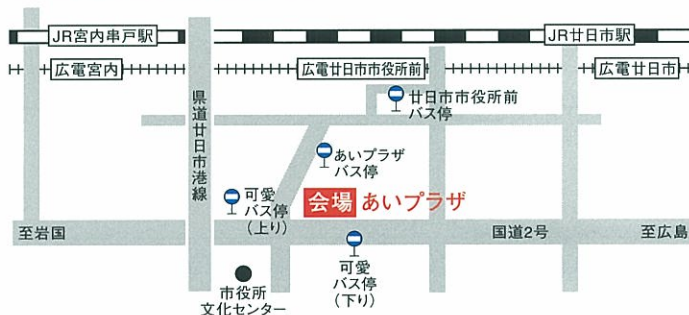 JR宮内串戸駅
JR廿日市駅
広電宮内
広電廿日市市役所前
広電廿日市
県道廿日市港線
廿日市市役所前
バス停
あいプラザ
バス停
可愛
バス停
(上り)
会場 あいプラザ
至岩国
国道2号
至広島
可愛
バス停
(下り)
市役所
文化センター